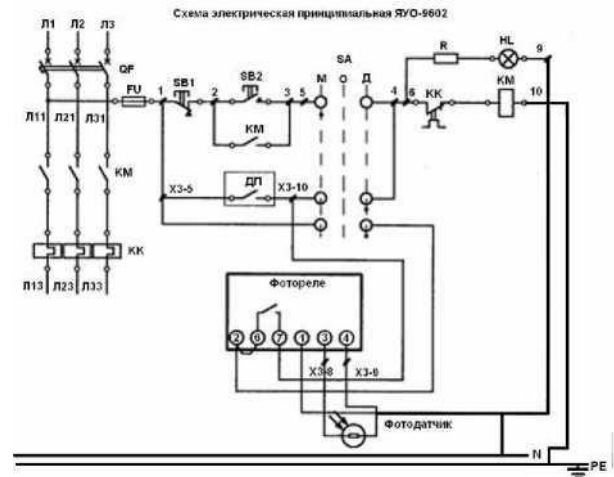 Схема электрическая принципиальная ЯУО-9602
Л1 Л2 Л3
QF
FU
Л11 Л21 Л31
KM
KK
Л13 Л23 Л33
1
SB1
2
SB2
KM
3
5
SA
М О Д
4
6
R
HL
9
KK
KM
10
X3-5
ДП
X3-10
Фотореле
2 6 7 1 3 4
X3-8
X3-9
Фотодатчик
N
PE